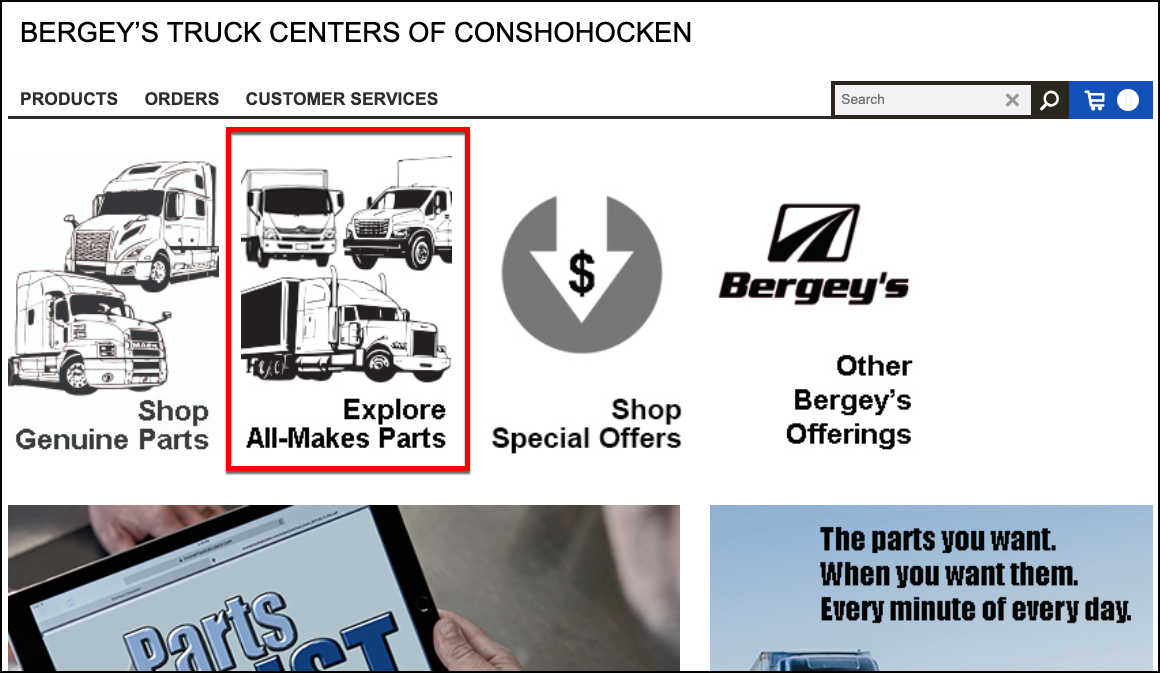 BERGEY’S TRUCK CENTERS OF CONSHOHOCKEN
PRODUCTS ORDERS CUSTOMER SERVICES
Search
0
Shop
Genuine Parts
Explore
All-Makes Parts
$
Shop
Special Offers
Bergey's
Other
Bergey’s
Offerings
MACK
Parts
The parts you want.
When you want them.
Every minute of every day.